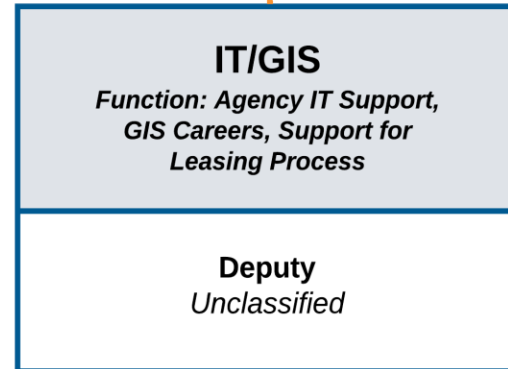 IT/GIS
Function: Agency IT Support,
GIS Careers, Support for
Leasing Process
Deputy
Unclassified